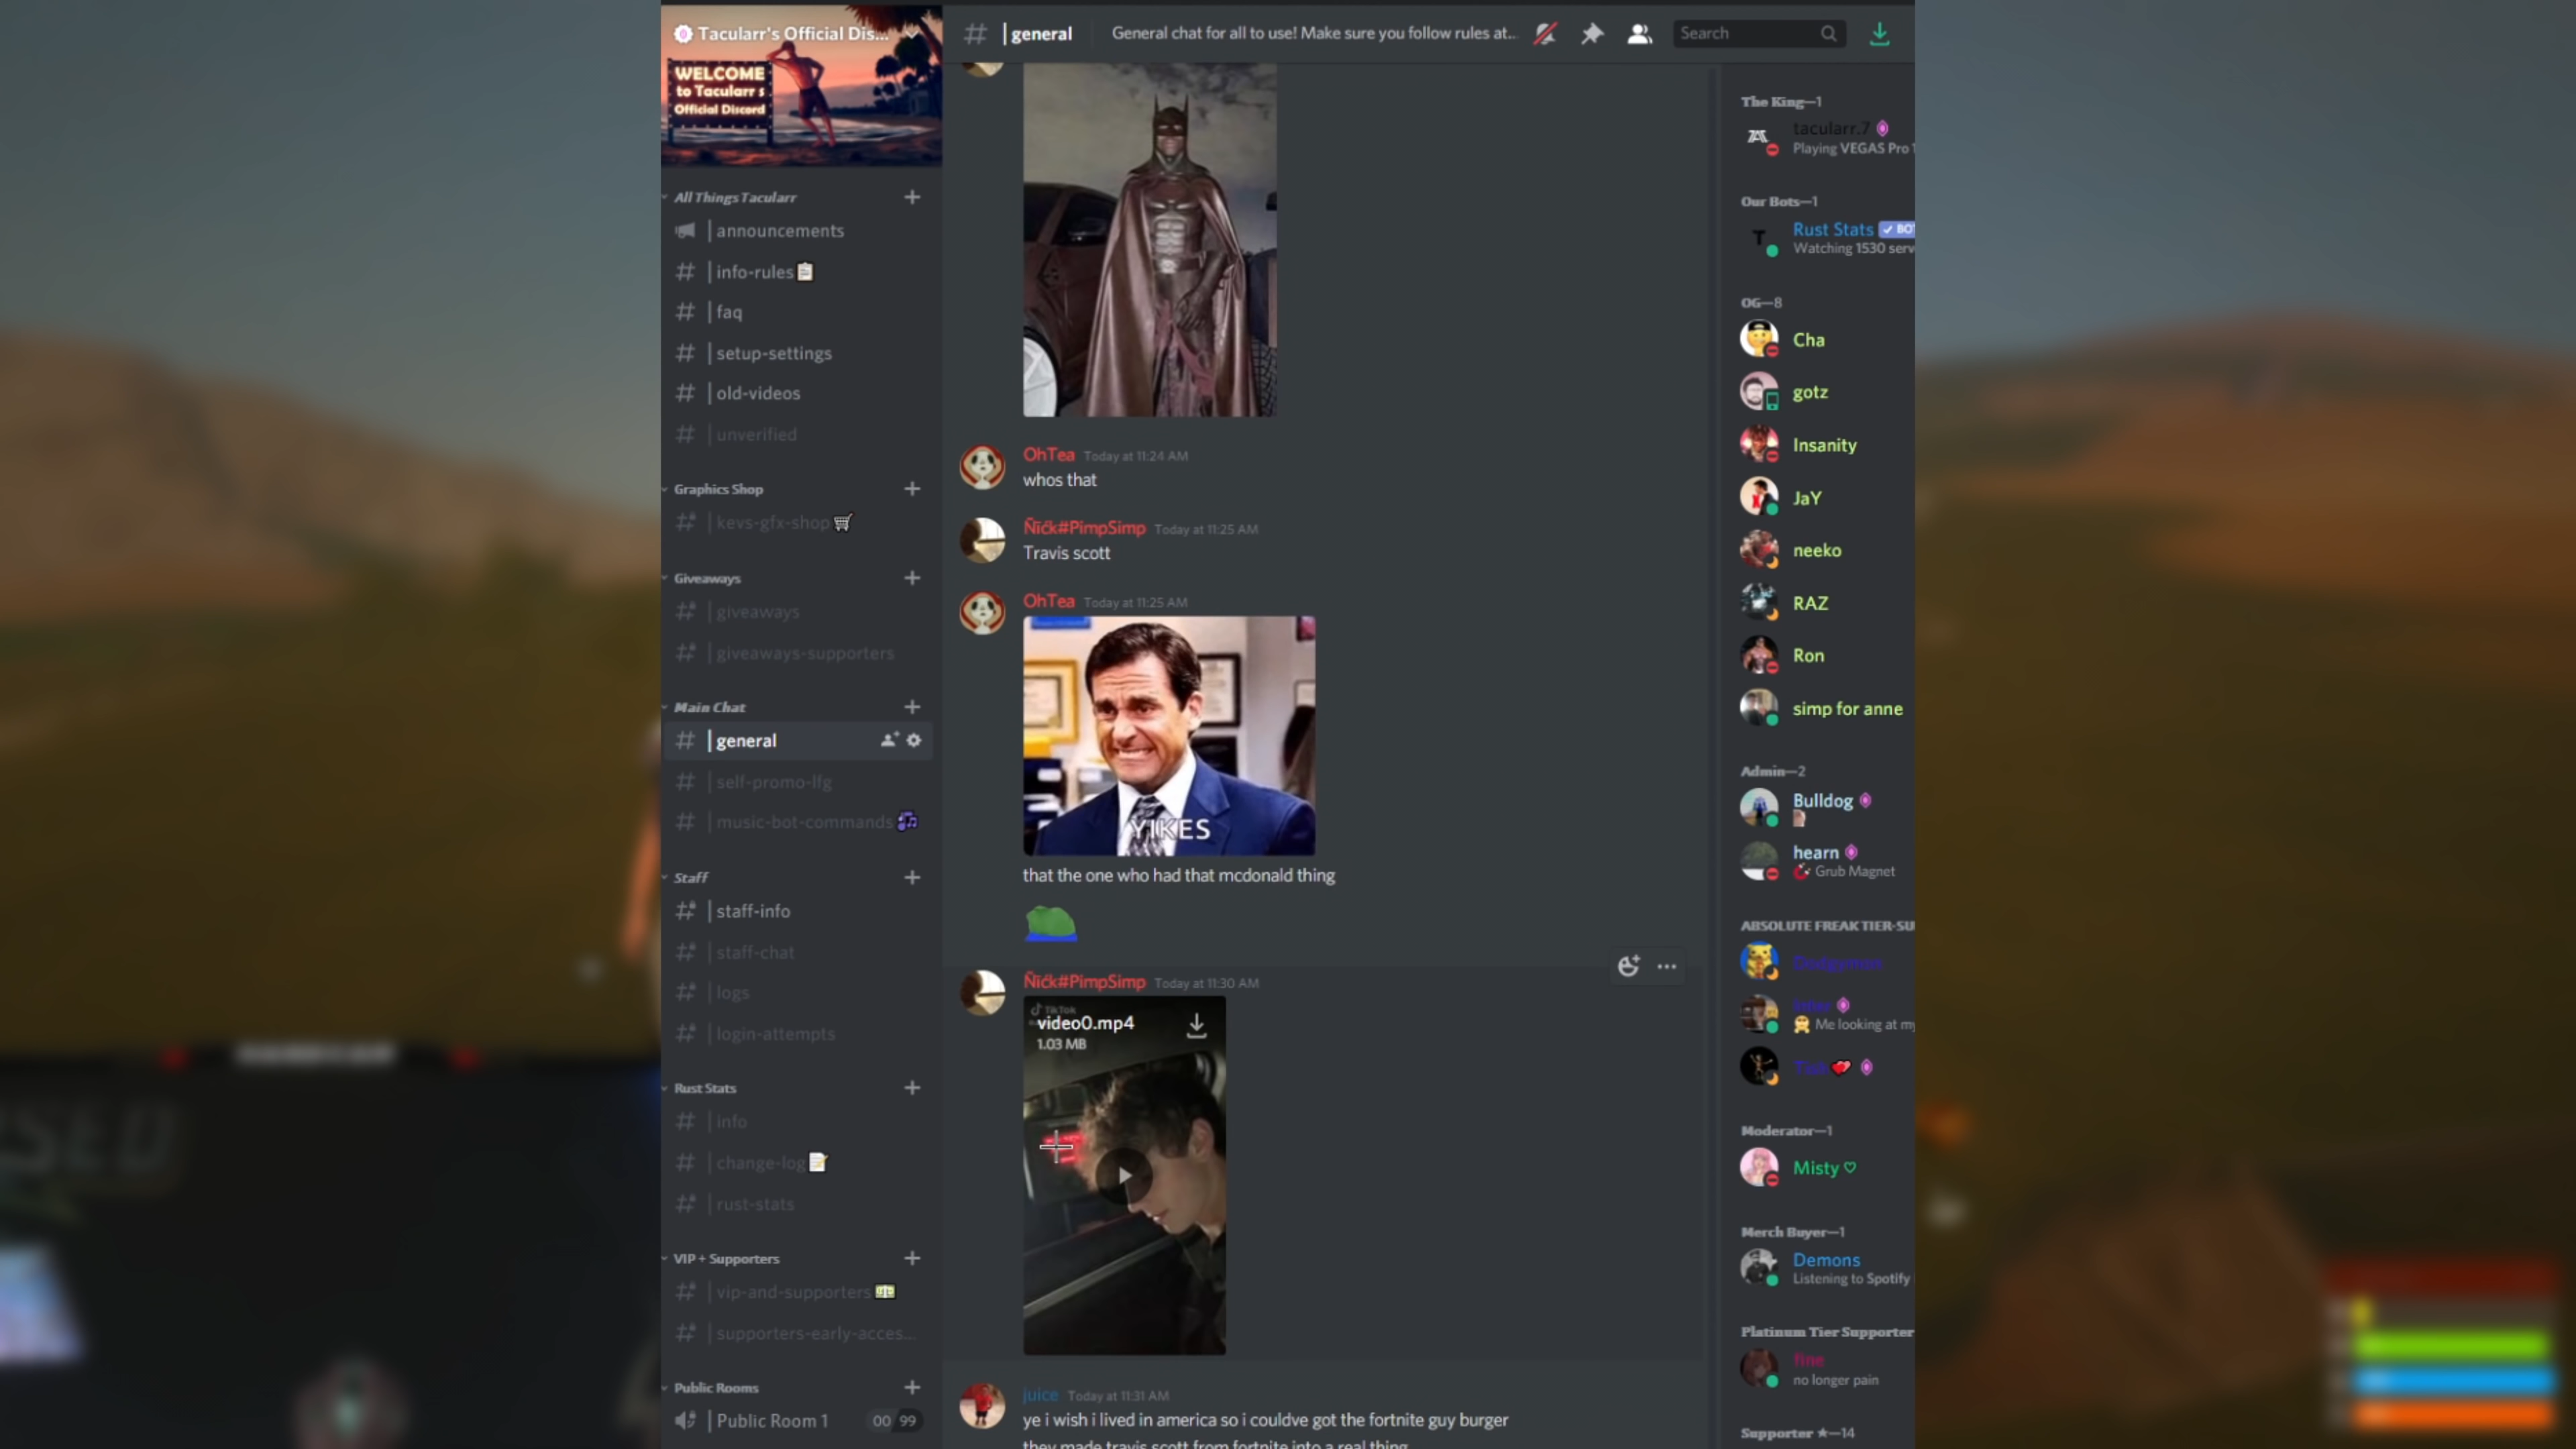 Tacularr's Official Dis...
WELCOME
to Tacularr s
Official Discord
All Things Tacularr
announcements
info-rules
faq
setup-settings
old-videos
unverified
Graphics Shop
kevs-gfx-shop
Giveaways
giveaways
giveaways-supporters
Main Chat
general
self-promo-lfg
music-bot-commands
Staff
staff-info
staff-chat
logs
login-attempts
Rust Stats
info
change-log
rust-stats
VIP + Supporters
vip-and-supporters
supporters-early-acces...
Public Rooms
Public Room 1 00 99
# | general General chat for all to use! Make sure you follow rules at... Search
OhTea Today at 11:24 AM
whos that
Ñïćk#PimpSimp Today at 11:25 AM
Travis scott
OhTea Today at 11:25 AM
YIKES
that the one who had that mcdonald thing
Ñïćk#PimpSimp Today at 11:30 AM
TikTok
video0.mp4
1.03 MB
juice Today at 11:31 AM
ye i wish i lived in america so i couldve got the fortnite guy burger
they made travis scott from fortnite into a real thing
The King—1
tacularr.7
Playing VEGAS Pro 1
Our Bots—1
Rust Stats BOT
Watching 1530 serv
OG—8
Cha
gotz
Insanity
JaY
neeko
RAZ
Ron
simp for anne
Admin—2
Bulldog
hearn
Grub Magnet
ABSOLUTE FREAK TIER-SU
Me looking at my
Moderator—1
Misty ♡
Merch Buyer—1
Demons
Listening to Spotify
Platinum Tier Supporter
fine
no longer pain
Supporter ★—14